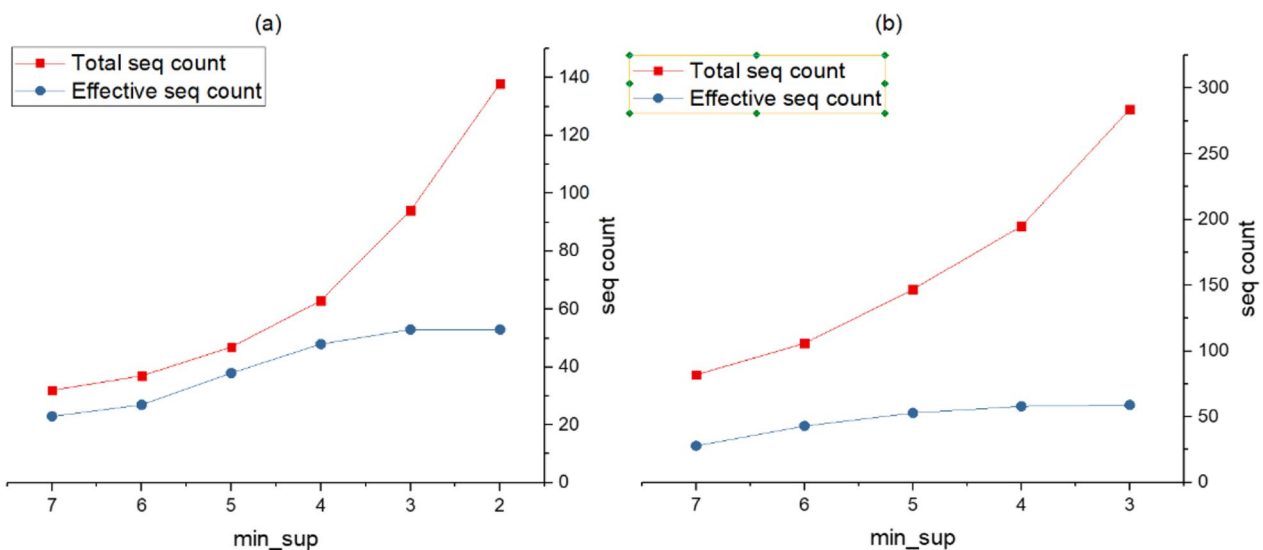 (a)
Total seq count
Effective seq count
140
120
100
80
60
40
20
0
seq count
7 6 5 4 3 2
min_sup
(b)
Total seq count
Effective seq count
300
250
200
150
100
50
0
seq count
7 6 5 4 3
min_sup